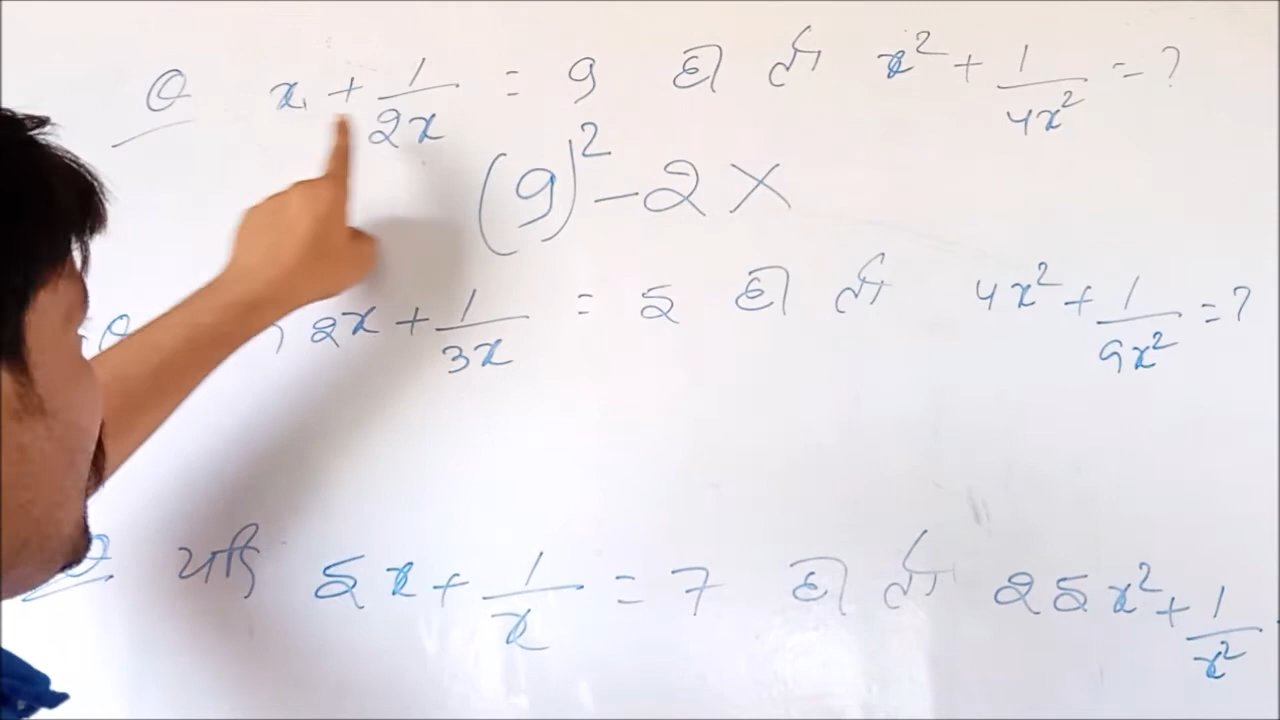 Q x + 1/2x = 9 हो तो x² + 1/4x² = ?
(9)² - 2 ×
Q 2x + 1/3x = 5 हो तो 4x² + 1/9x² = ?
Q यदि 5x + 1/x = 7 हो तो 25x² + 1/x²